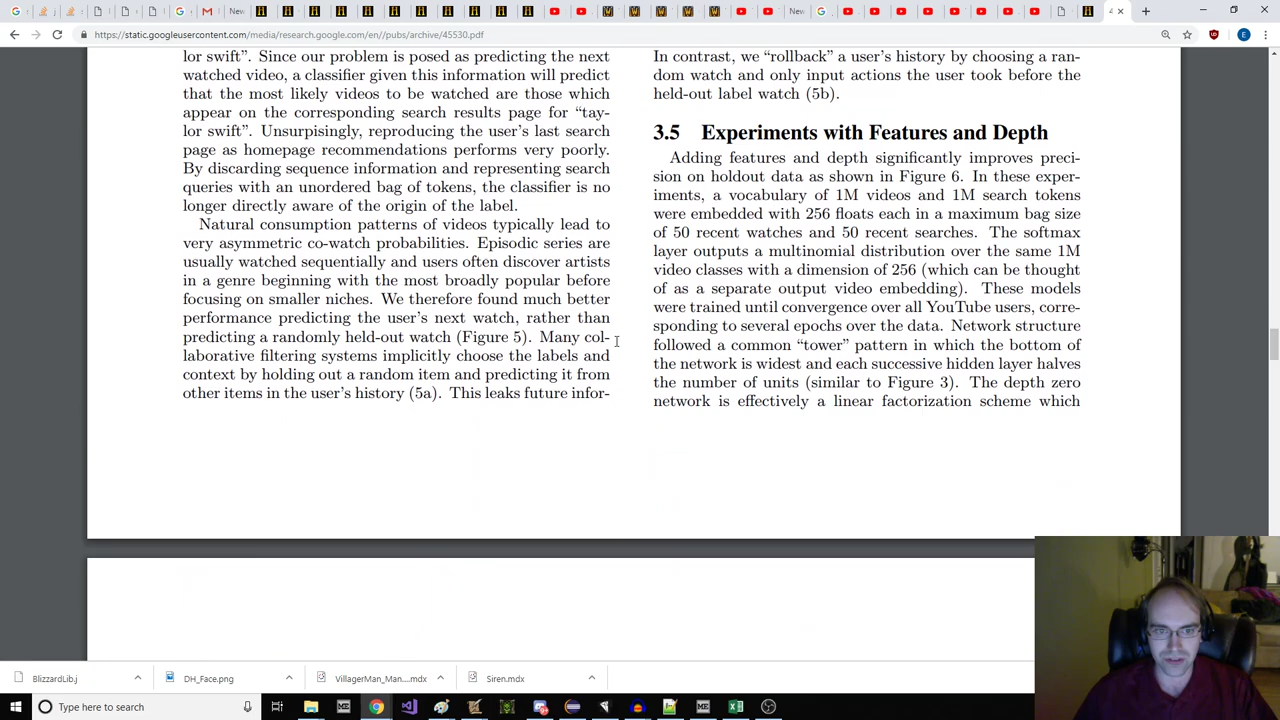 New
New
4
https://static.googleusercontent.com/media/research.google.com/en//pubs/archive/45530.pdf
E
lor swift”. Since our problem is posed as predicting the next
watched video, a classifier given this information will predict
that the most likely videos to be watched are those which
appear on the corresponding search results page for “tay-
lor swift”. Unsurpisingly, reproducing the user’s last search
page as homepage recommendations performs very poorly.
By discarding sequence information and representing search
queries with an unordered bag of tokens, the classifier is no
longer directly aware of the origin of the label.
Natural consumption patterns of videos typically lead to
very asymmetric co-watch probabilities. Episodic series are
usually watched sequentially and users often discover artists
in a genre beginning with the most broadly popular before
focusing on smaller niches. We therefore found much better
performance predicting the user’s next watch, rather than
predicting a randomly held-out watch (Figure 5). Many col-
laborative filtering systems implicitly choose the labels and
context by holding out a random item and predicting it from
other items in the user’s history (5a). This leaks future infor-
In contrast, we “rollback” a user’s history by choosing a ran-
dom watch and only input actions the user took before the
held-out label watch (5b).
3.5 Experiments with Features and Depth
Adding features and depth significantly improves preci-
sion on holdout data as shown in Figure 6. In these exper-
iments, a vocabulary of 1M videos and 1M search tokens
were embedded with 256 floats each in a maximum bag size
of 50 recent watches and 50 recent searches. The softmax
layer outputs a multinomial distribution over the same 1M
video classes with a dimension of 256 (which can be thought
of as a separate output video embedding). These models
were trained until convergence over all YouTube users, corre-
sponding to several epochs over the data. Network structure
followed a common “tower” pattern in which the bottom of
the network is widest and each successive hidden layer halves
the number of units (similar to Figure 3). The depth zero
network is effectively a linear factorization scheme which
BlizzardLib.j
DH_Face.png
VillagerMan_Man....mdx
Siren.mdx
Type here to search